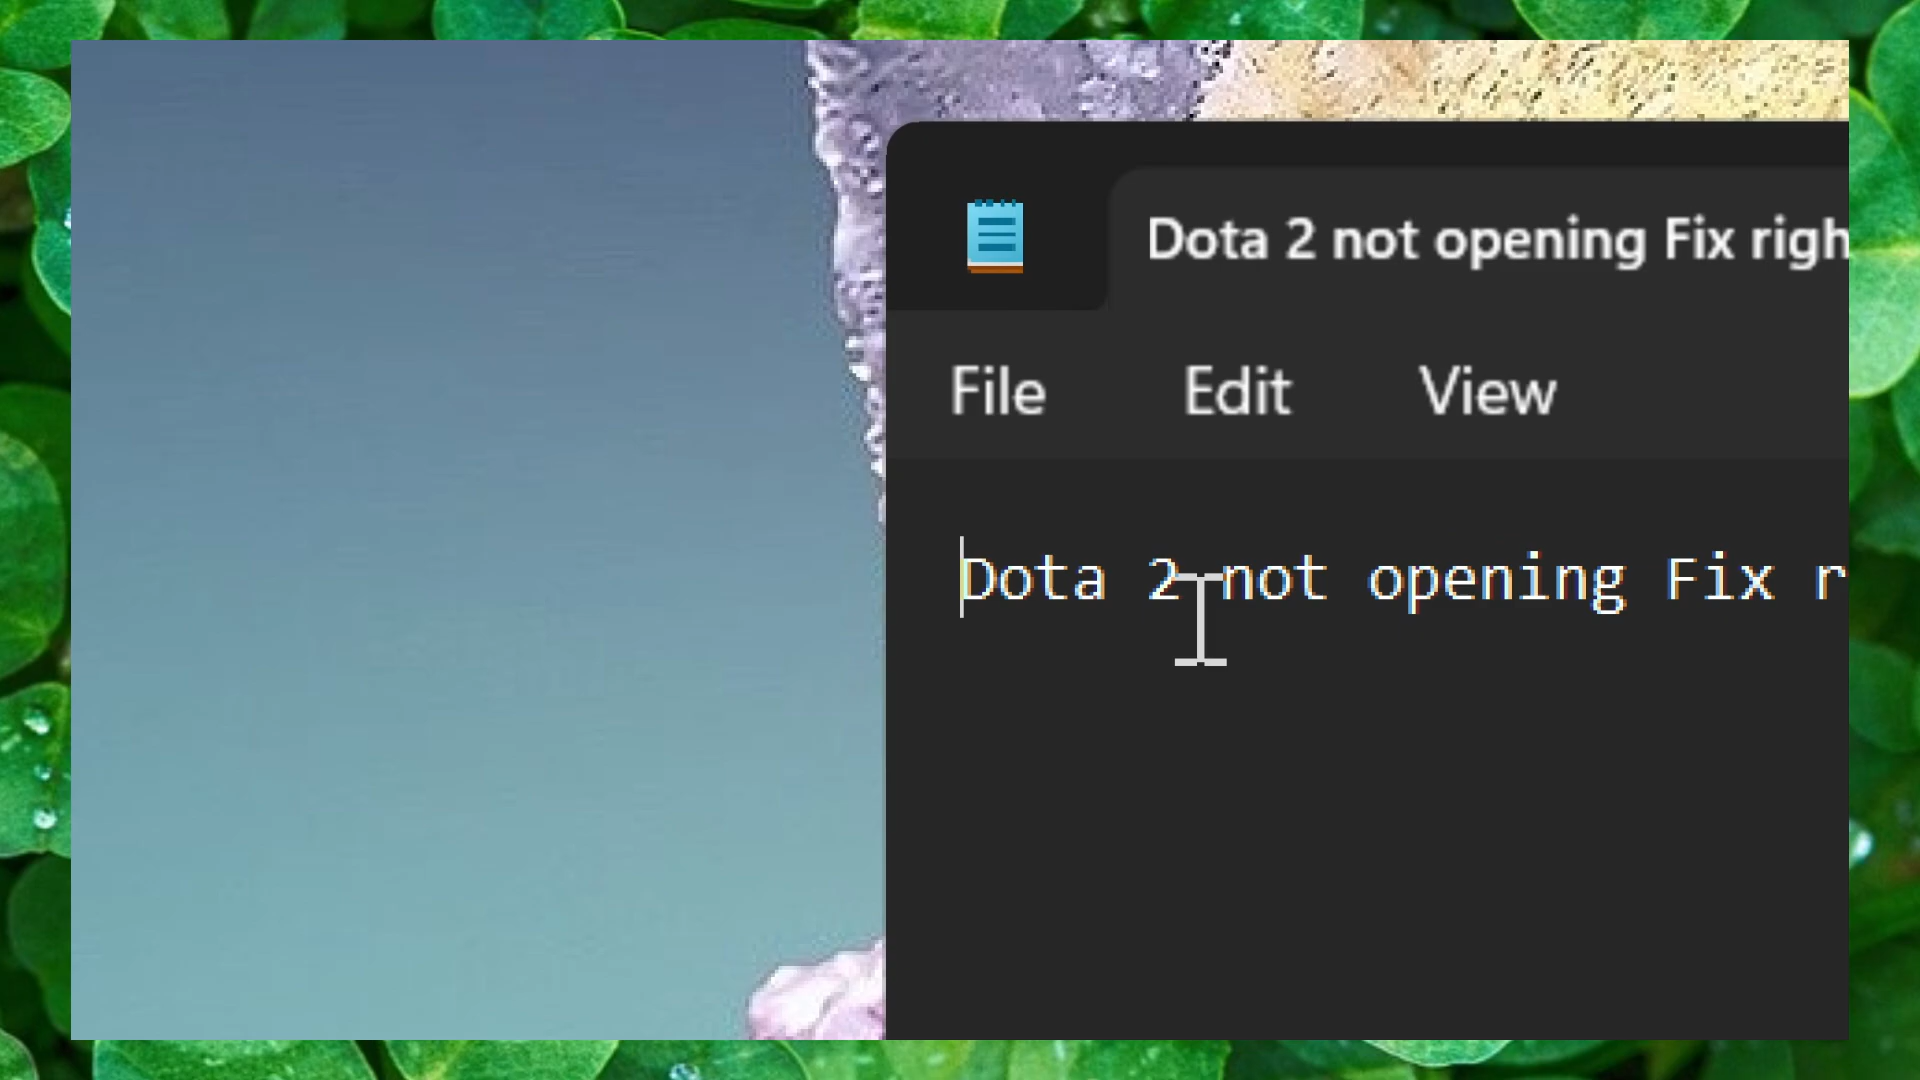 Dota 2 not opening Fix righ
File Edit View
Dota 2 not opening Fix r